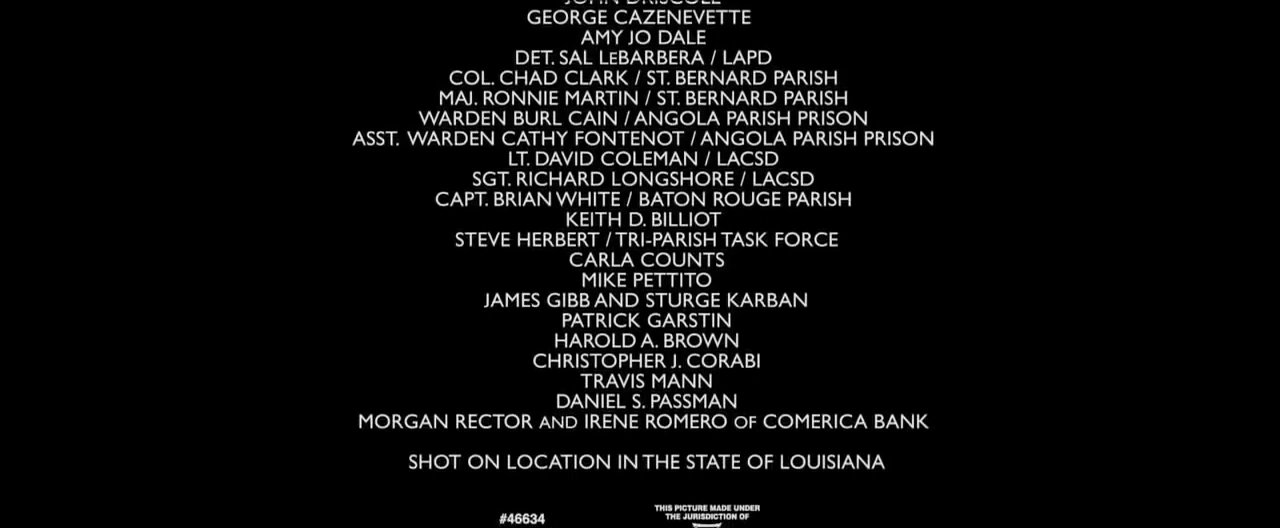 JOHN DRISCOLL
GEORGE CAZENEVETTE
AMY JO DALE
DET. SAL LeBARBERA / LAPD
COL. CHAD CLARK / ST. BERNARD PARISH
MAJ. RONNIE MARTIN / ST. BERNARD PARISH
WARDEN BURL CAIN / ANGOLA PARISH PRISON
ASST. WARDEN CATHY FONTENOT / ANGOLA PARISH PRISON
LT. DAVID COLEMAN / LACSD
SGT. RICHARD LONGSHORE / LACSD
CAPT. BRIAN WHITE / BATON ROUGE PARISH
KEITH D. BILLIOT
STEVE HERBERT / TRI-PARISH TASK FORCE
CARLA COUNTS
MIKE PETTITO
JAMES GIBB AND STURGE KARBAN
PATRICK GARSTIN
HAROLD A. BROWN
CHRISTOPHER J. CORABI
TRAVIS MANN
DANIEL S. PASSMAN
MORGAN RECTOR AND IRENE ROMERO OF COMERICA BANK
SHOT ON LOCATION IN THE STATE OF LOUISIANA
THIS PICTURE MADE UNDER
THE JURISDICTION OF
#46634